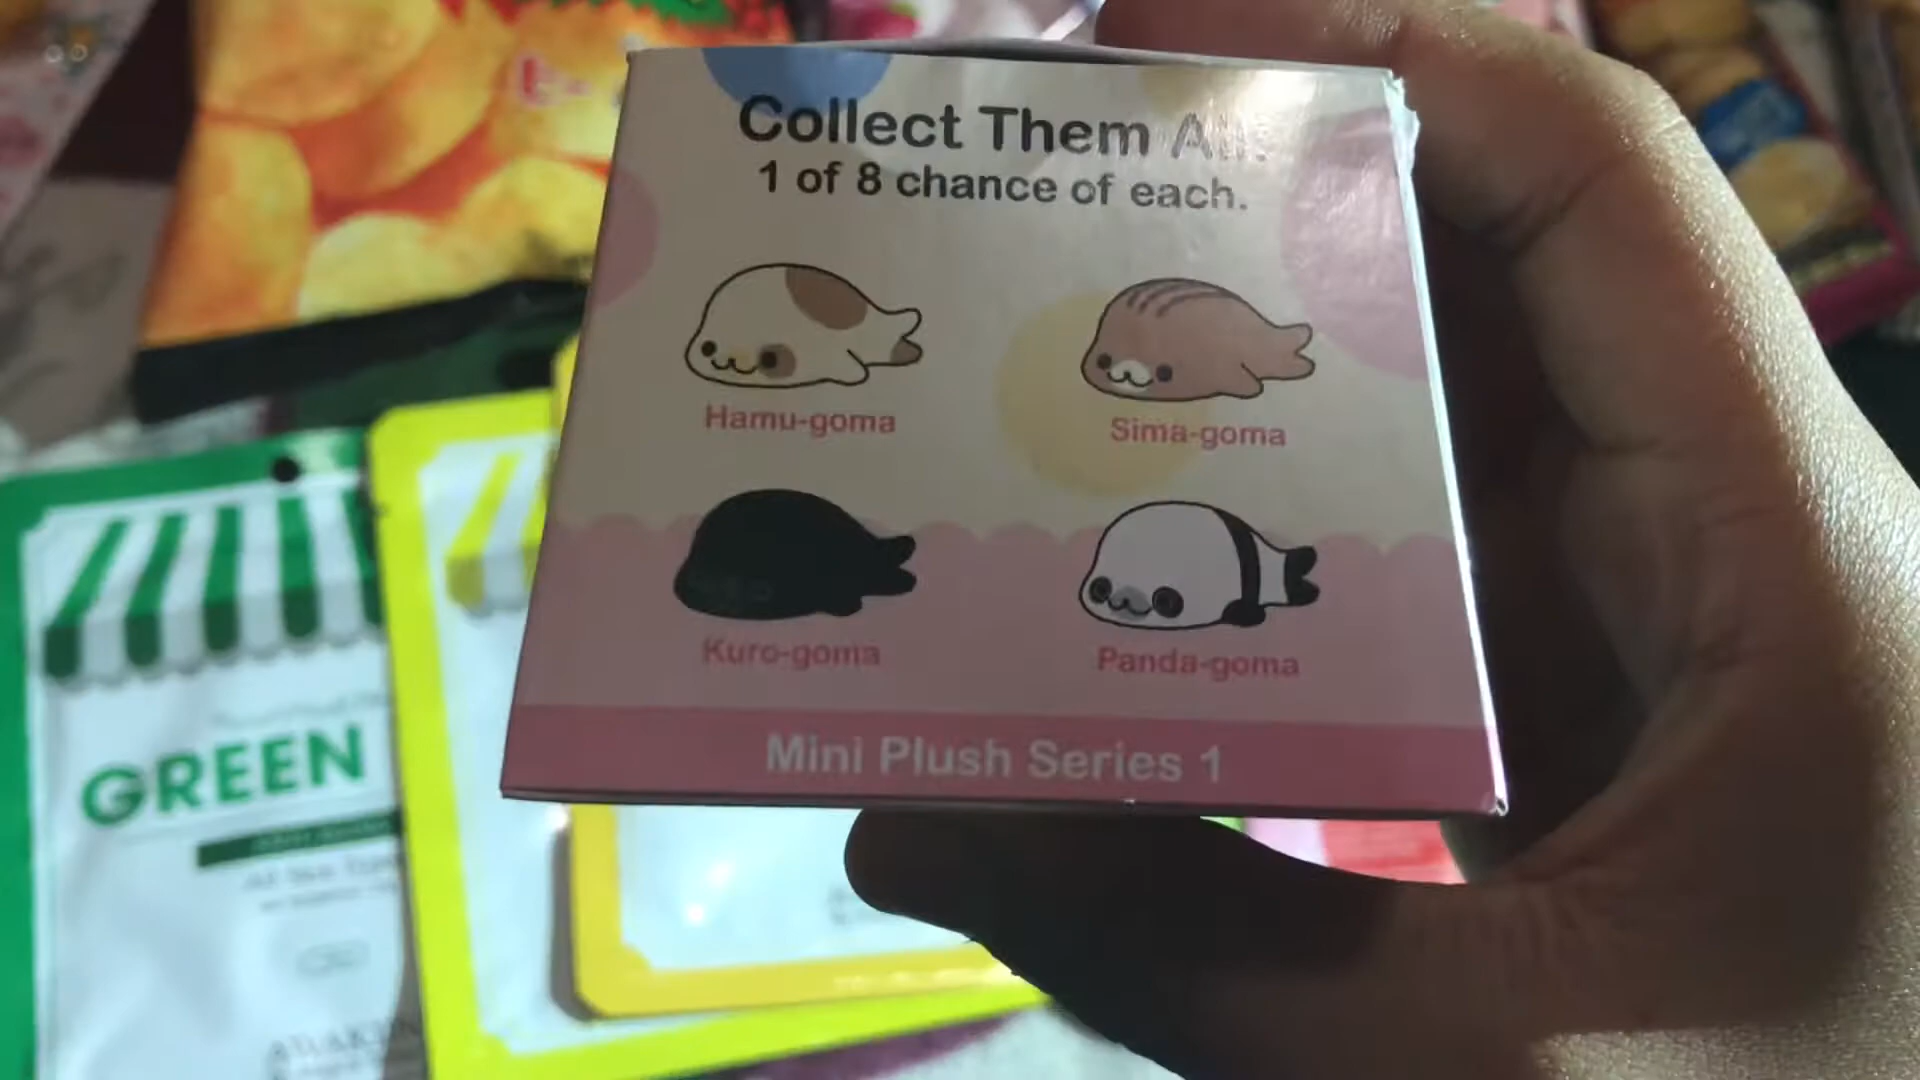 Collect Them All!
1 of 8 chance of each.
Hamu-goma
Sima-goma
Kuro-goma
Panda-goma
Mini Plush Series 1
GREEN